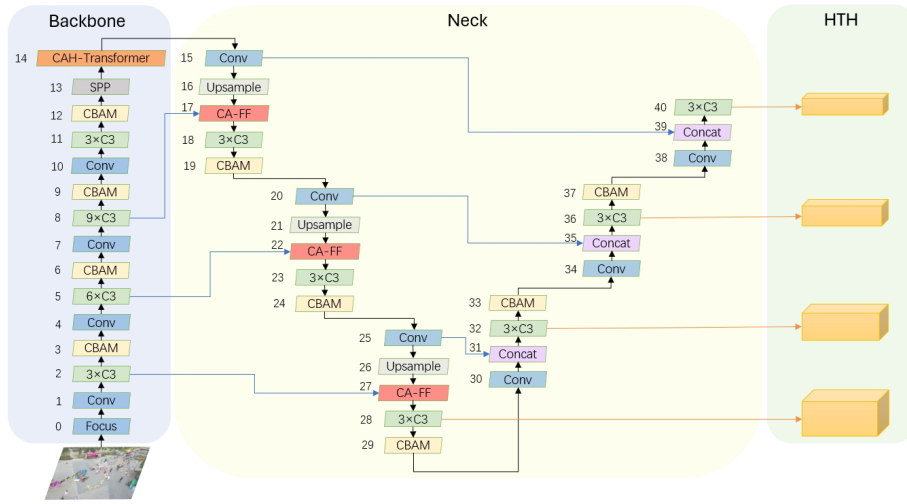 Backbone
Neck
HTH
14 CAH-Transformer
13 SPP
12 CBAM
11 3×C3
10 Conv
9 CBAM
8 9×C3
7 Conv
6 CBAM
5 6×C3
4 Conv
3 CBAM
2 3×C3
1 Conv
0 Focus
15 Conv
16 Upsample
17 CA-FF
18 3×C3
19 CBAM
20 Conv
21 Upsample
22 CA-FF
23 3×C3
24 CBAM
25 Conv
26 Upsample
27 CA-FF
28 3×C3
29 CBAM
40 3×C3
39 Concat
38 Conv
37 CBAM
36 3×C3
35 Concat
34 Conv
33 CBAM
32 3×C3
31 Concat
30 Conv